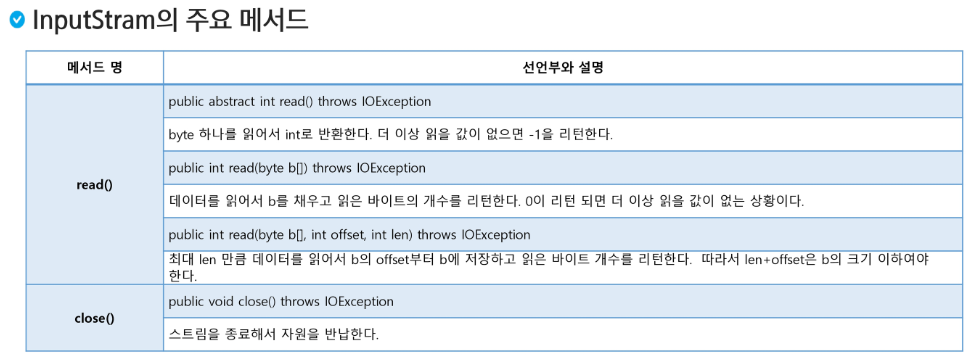 InputStram의 주요 메서드
메서드 명
선언부와 설명
read()
public abstract int read() throws IOException
byte 하나를 읽어서 int로 반환한다. 더 이상 읽을 값이 없으면 -1을 리턴한다.
public int read(byte b[]) throws IOException
데이터를 읽어서 b를 채우고 읽은 바이트의 개수를 리턴한다. 0이 리턴 되면 더 이상 읽을 값이 없는 상황이다.
public int read(byte b[], int offset, int len) throws IOException
최대 len 만큼 데이터를 읽어서 b의 offset부터 b에 저장하고 읽은 바이트 개수를 리턴한다. 따라서 len+offset은 b의 크기 이하여야
한다.
close()
public void close() throws IOException
스트림을 종료해서 자원을 반납한다.